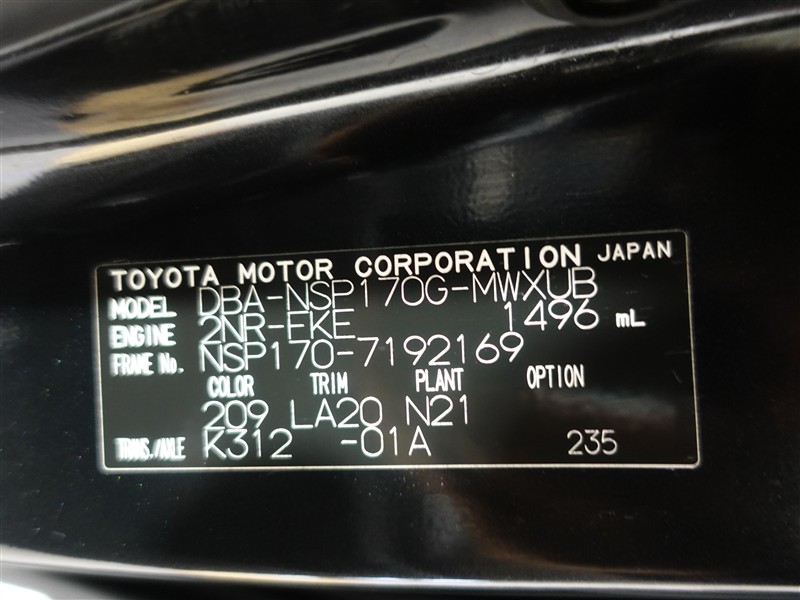 TOYOTA MOTOR CORPORATION JAPAN
MODEL DBA-NSP170G-MWXUB
ENGINE 2NR-FKE 1496 mL
FRAME No. NSP170-7192169
COLOR TRIM PLANT OPTION
209 LA20 N21
TRANS./AXLE K312 -01A 235